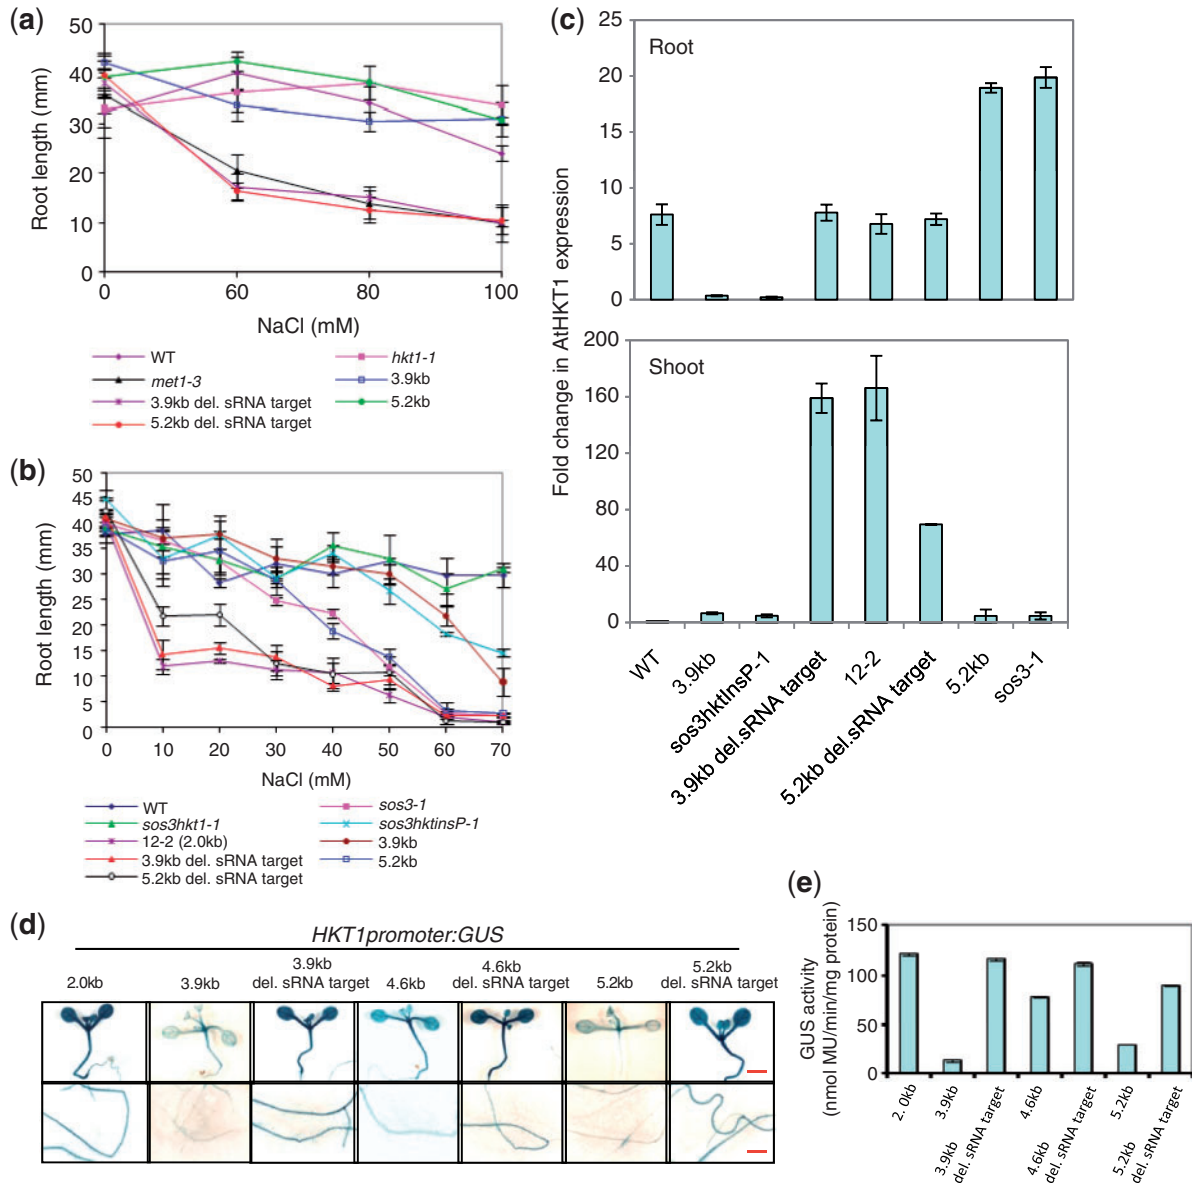 (a)
50
40
30
20
10
0
Root length (mm)
0 60 80 100
NaCl (mM)
WT
hkt1-1
met1-3
3.9kb
3.9kb del. sRNA target
5.2kb
5.2kb del. sRNA target
(b)
50
45
40
35
30
25
20
15
10
5
0
Root length (mm)
0 10 20 30 40 50 60 70
NaCl (mM)
WT
sos3-1
sos3hkt1-1
sos3hktinsP-1
12-2 (2.0kb)
3.9kb
3.9kb del. sRNA target
5.2kb
5.2kb del. sRNA target
(c)
25
20
15
10
5
0
Root
Fold change in AtHKT1 expression
200
160
120
80
40
0
Shoot
WT
3.9kb
sos3hktInsP-1
3.9kb del.sRNA target
12-2
5.2kb del.sRNA target
5.2kb
sos3-1
(d)
HKT1promoter:GUS
2.0kb
3.9kb
3.9kb
del. sRNA target
4.6kb
4.6kb
del. sRNA target
5.2kb
5.2kb
del. sRNA target
(e)
150
100
50
0
GUS activity
(nmol MU/min/mg protein)
2. 0kb
3.9kb
3.9kb
del. sRNA target
4.6kb
4.6kb
del. sRNA target
5.2kb
5.2kb
del. sRNA target